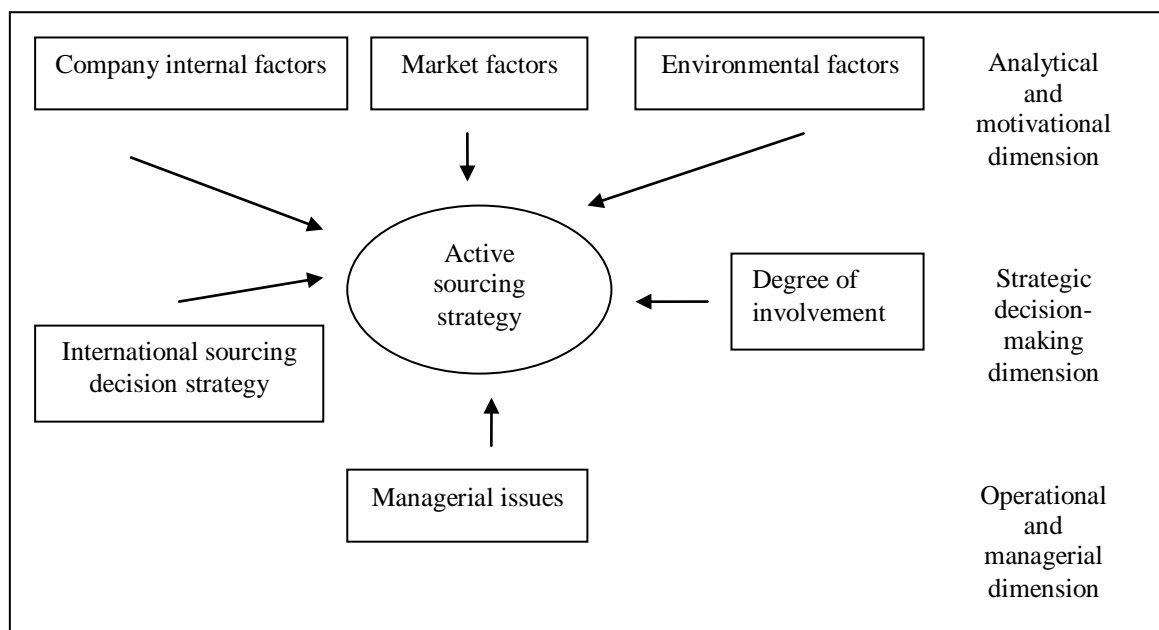 Company internal factors
Market factors
Environmental factors
Analytical
and
motivational
dimension
Active
sourcing
strategy
Degree of
involvement
Strategic
decision-
making
dimension
International sourcing
decision strategy
Managerial issues
Operational
and
managerial
dimension